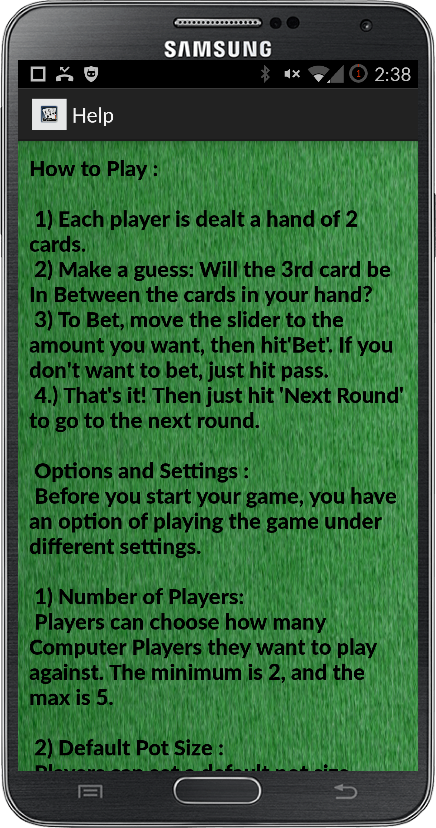 SAMSUNG
2:38
Help
How to Play :
1) Each player is dealt a hand of 2
cards.
2) Make a guess: Will the 3rd card be
In Between the cards in your hand?
3) To Bet, move the slider to the
amount you want, then hit'Bet'. If you
don't want to bet, just hit pass.
4.) That's it! Then just hit 'Next Round'
to go to the next round.
Options and Settings :
Before you start your game, you have
an option of playing the game under
different settings.
1) Number of Players:
Players can choose how many
Computer Players they want to play
against. The minimum is 2, and the
max is 5.
2) Default Pot Size :
Players can set a default pot size